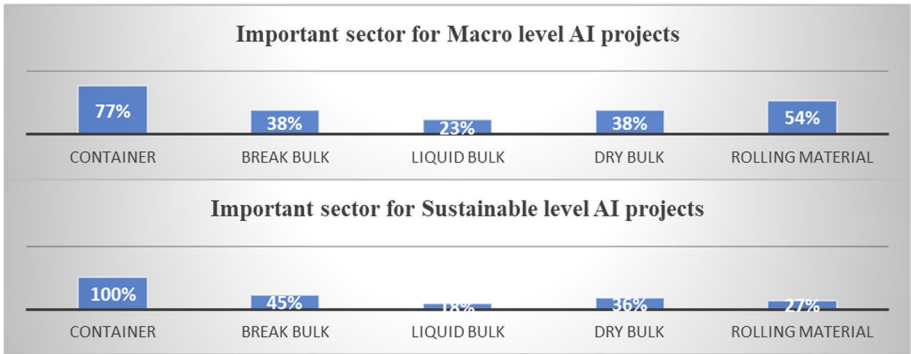 Important sector for Macro level AI projects
77% 38% 23% 38% 54%
CONTAINER BREAK BULK LIQUID BULK DRY BULK ROLLING MATERIAL
Important sector for Sustainable level AI projects
100% 45% 18% 36% 27%
CONTAINER BREAK BULK LIQUID BULK DRY BULK ROLLING MATERIAL